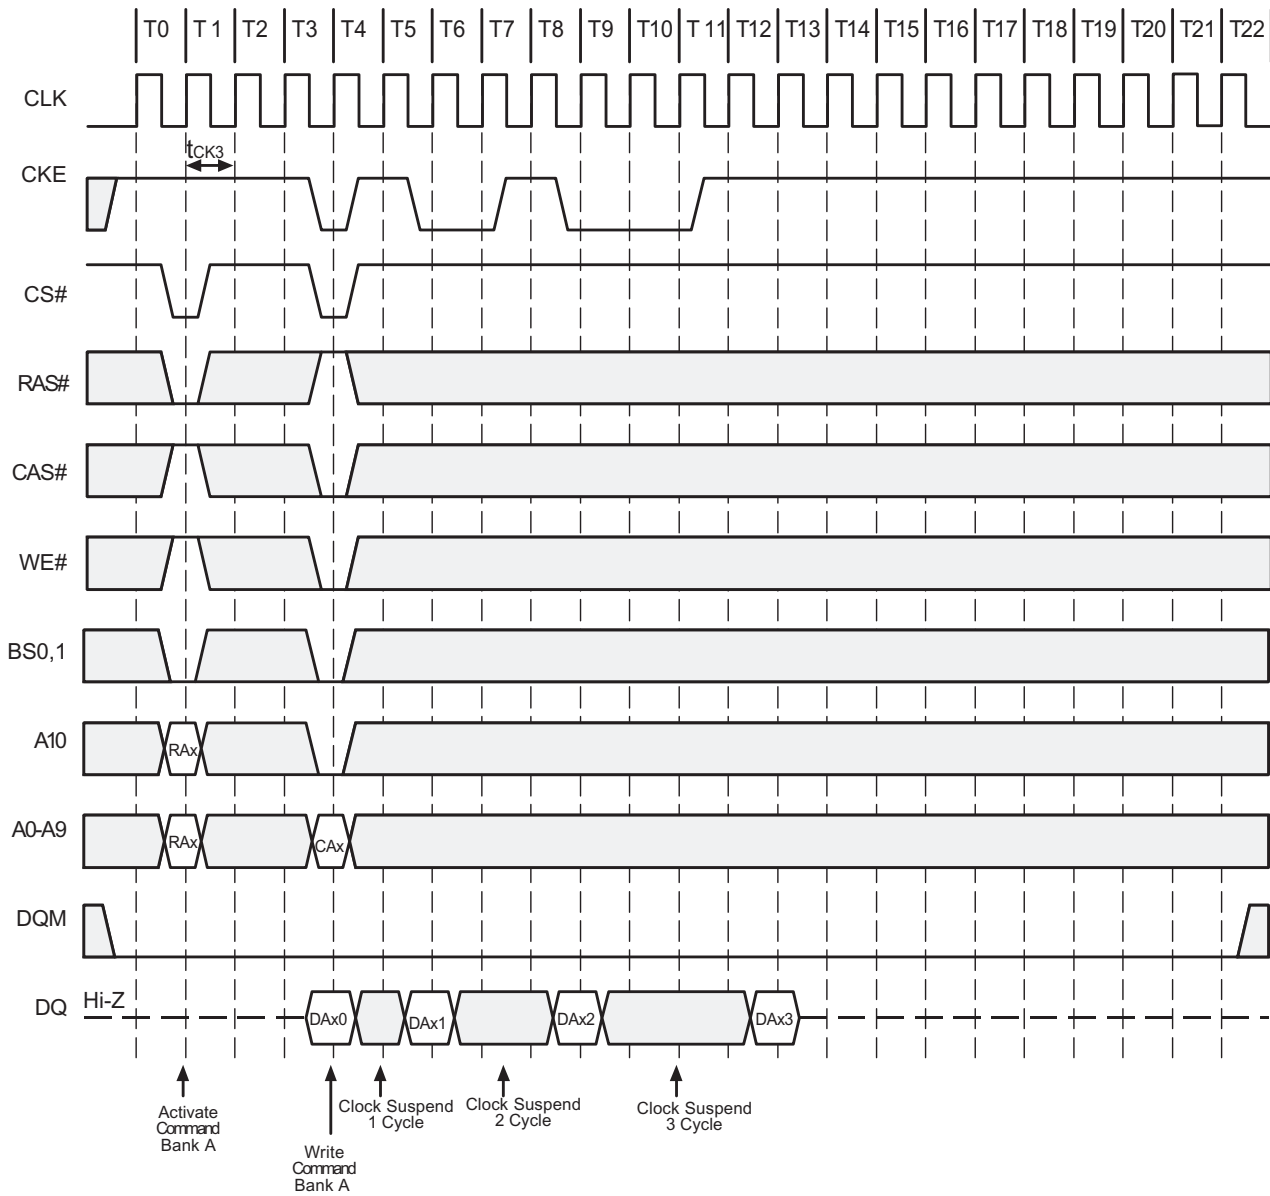 T0 T 1 T2 T3 T4 T5 T6 T7 T8 T9 T10 T 11 T12 T13 T14 T15 T16 T17 T18 T19 T20 T21 T22
CLK
tCK3
CKE
CS#
RAS#
CAS#
WE#
BS0,1
A10
RAx
A0-A9
RAx CAx
DQM
DQ Hi-Z
DAx0 DAx1 DAx2 DAx3
Activate
Command
Bank A
Write
Command
Bank A
Clock Suspend
1 Cycle
Clock Suspend
2 Cycle
Clock Suspend
3 Cycle